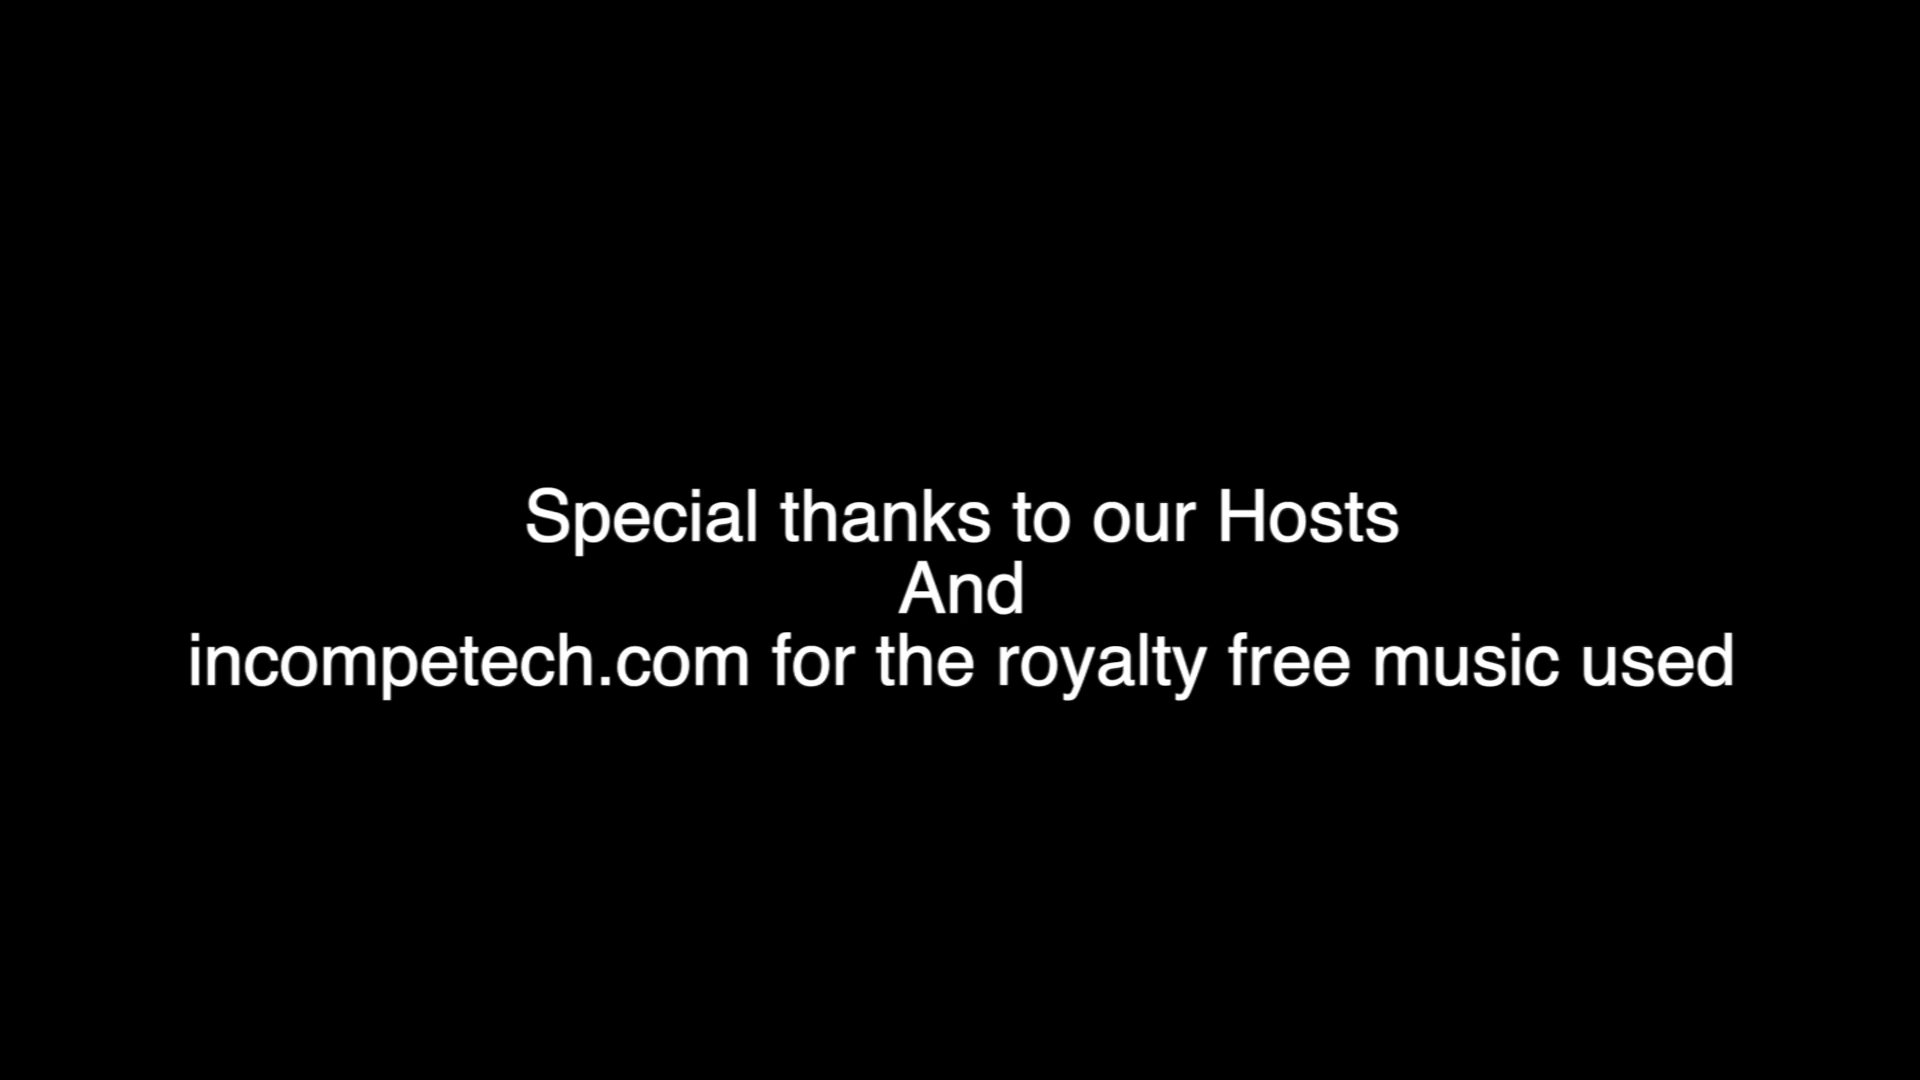 Special thanks to our Hosts
And
incompetech.com for the royalty free music used